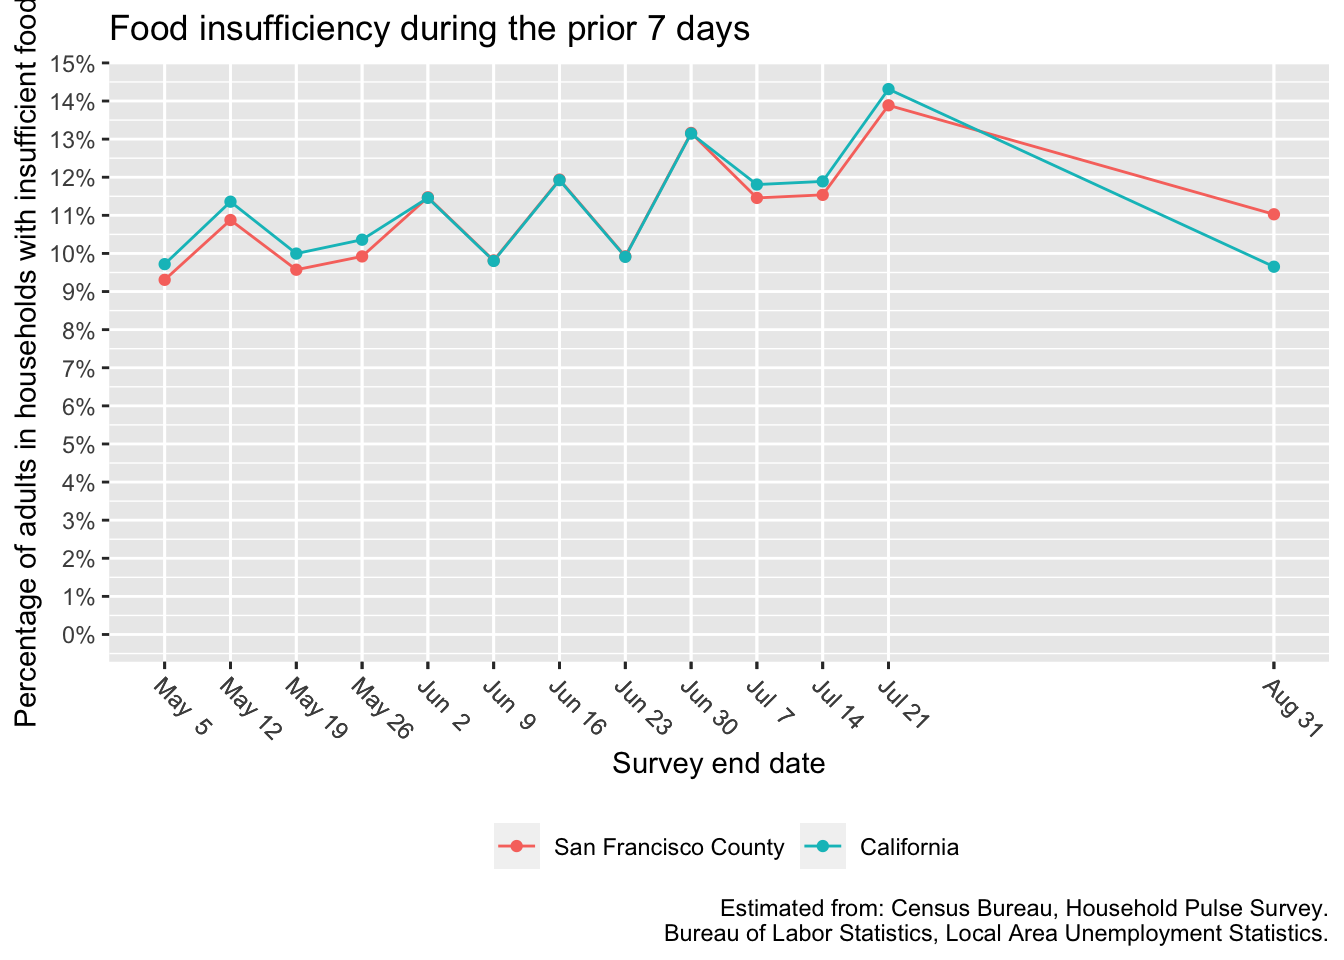 Food insufficiency during the prior 7 days
Percentage of adults in households with insufficient food
15%
14%
13%
12%
11%
10%
9%
8%
7%
6%
5%
4%
3%
2%
1%
0%
May 5
May 12
May 19
May 26
Jun 2
Jun 9
Jun 16
Jun 23
Jun 30
Jul 7
Jul 14
Jul 21
Aug 31
Survey end date
San Francisco County
California
Estimated from: Census Bureau, Household Pulse Survey.
Bureau of Labor Statistics, Local Area Unemployment Statistics.